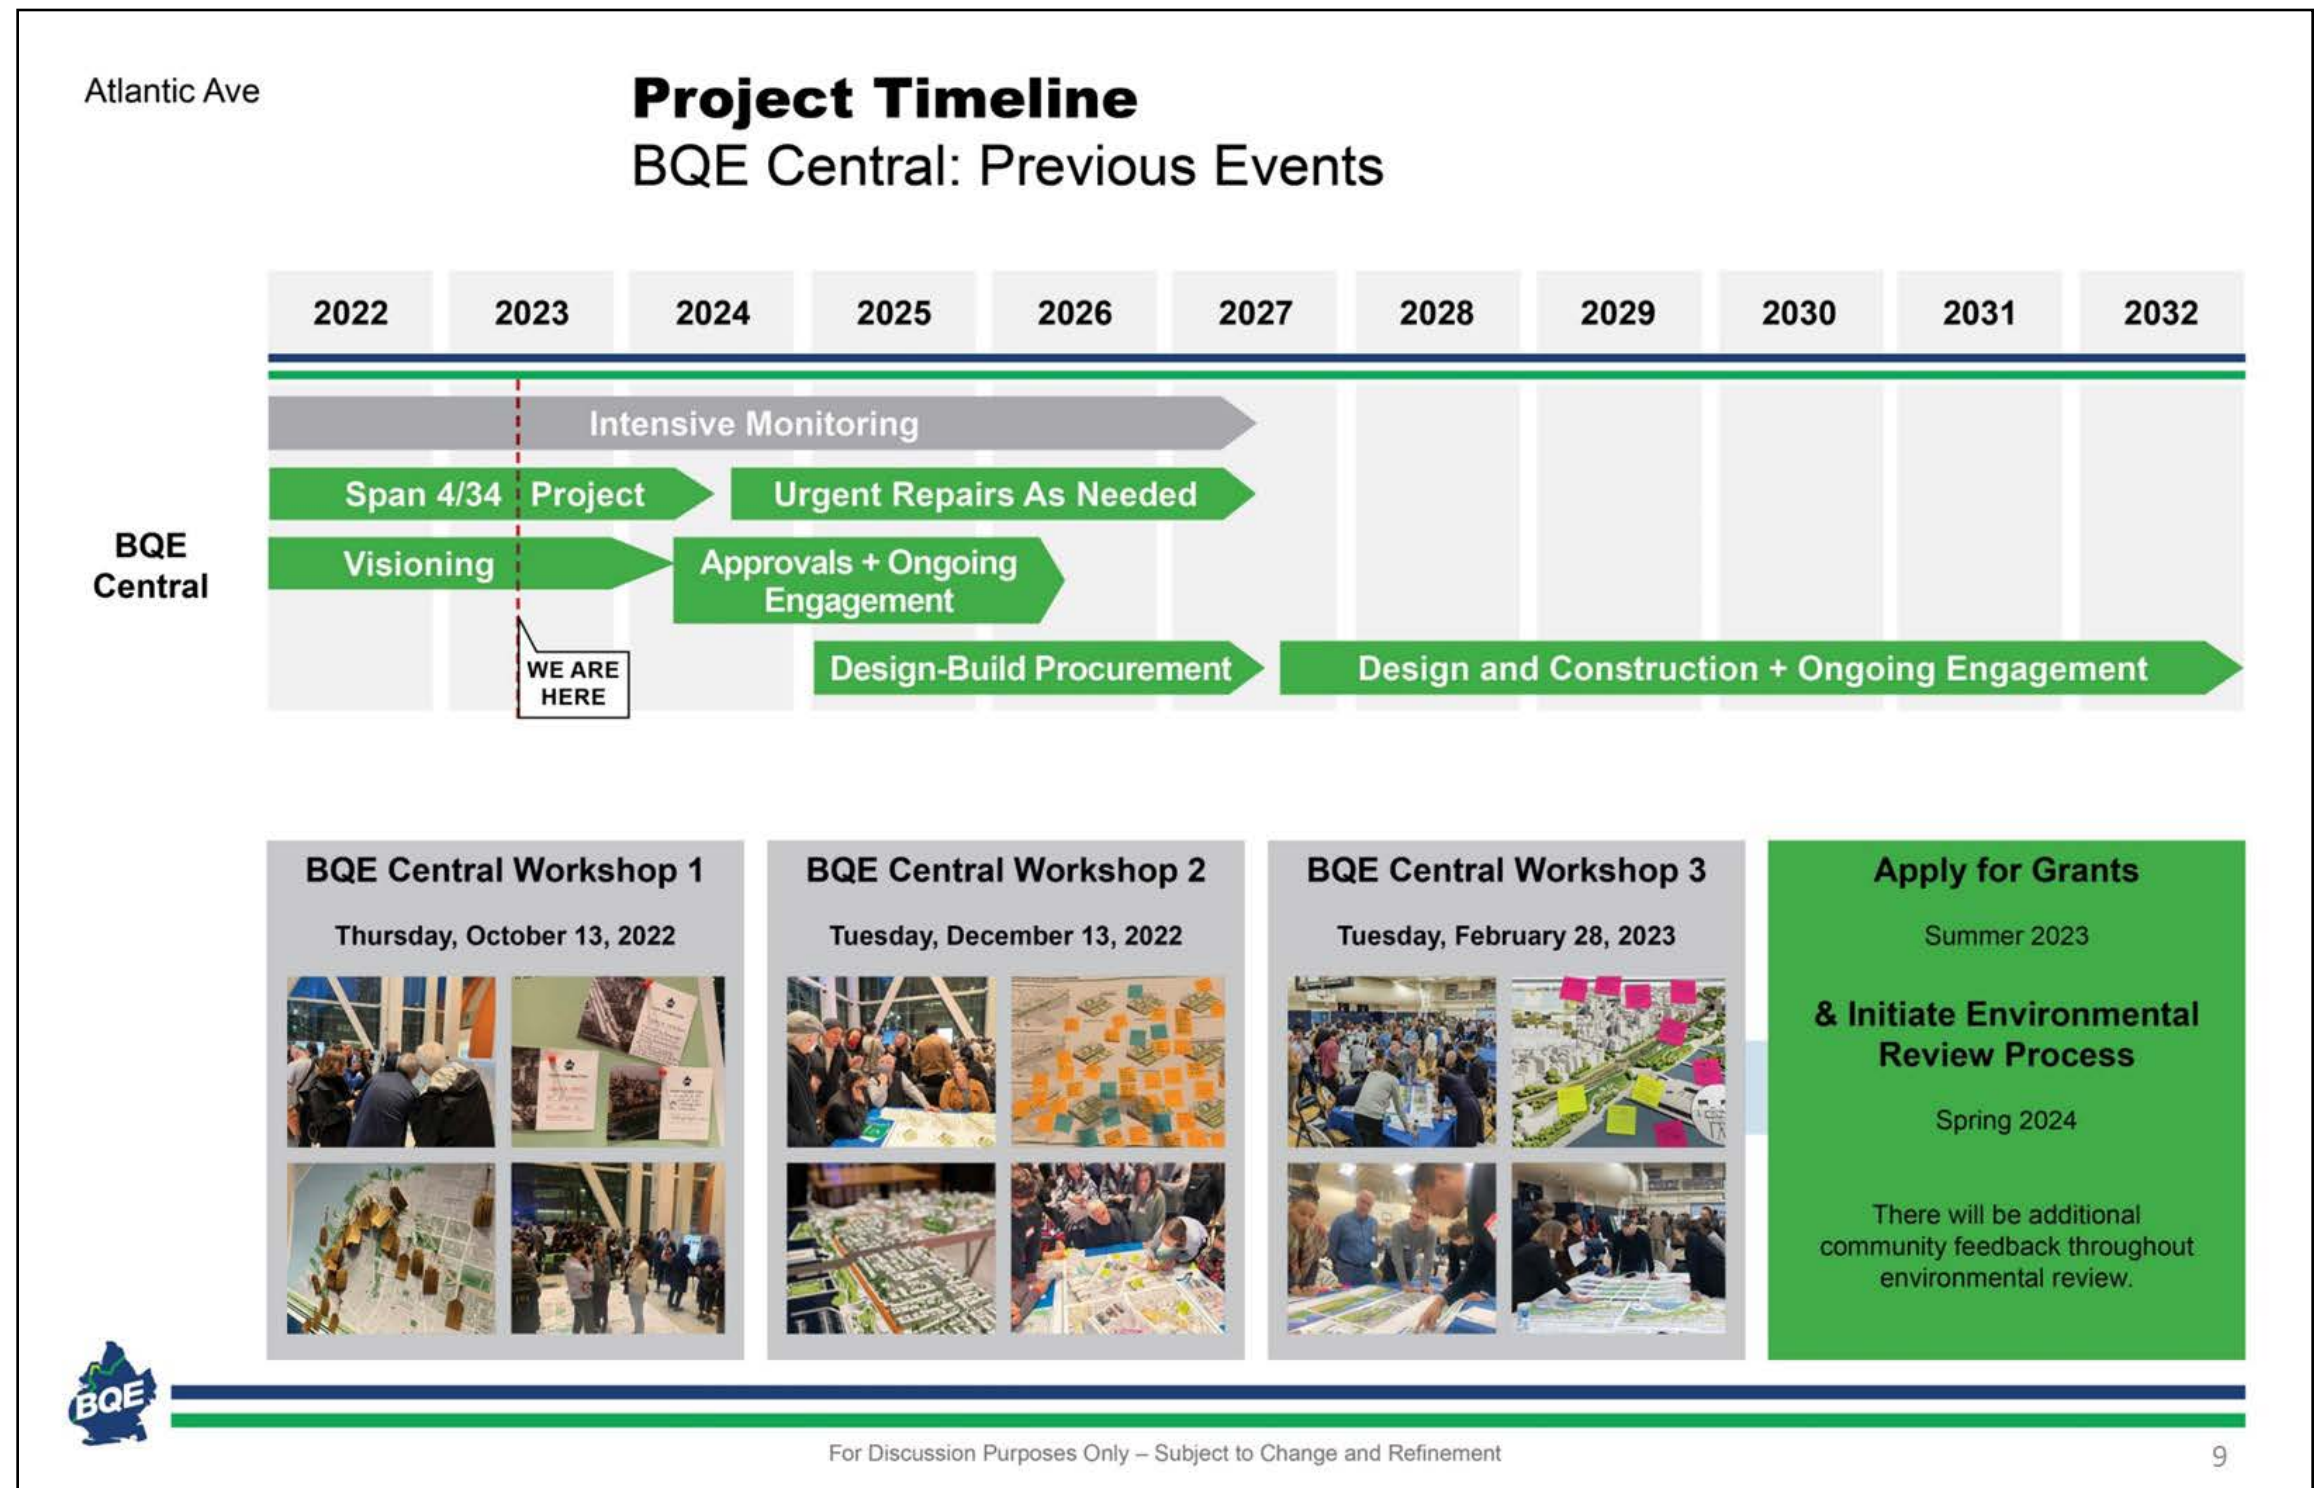 Atlantic Ave
Project Timeline
BQE Central: Previous Events
2022 2023 2024 2025 2026 2027 2028 2029 2030 2031 2032
Intensive Monitoring
Span 4/34 Project
Urgent Repairs As Needed
BQE
Central
Visioning
Approvals + Ongoing
Engagement
WE ARE
HERE
Design-Build Procurement
Design and Construction + Ongoing Engagement
BQE Central Workshop 1
Thursday, October 13, 2022
BQE Central Workshop 2
Tuesday, December 13, 2022
BQE Central Workshop 3
Tuesday, February 28, 2023
Apply for Grants
Summer 2023
& Initiate Environmental
Review Process
Spring 2024
There will be additional
community feedback throughout
environmental review.
BQE
For Discussion Purposes Only – Subject to Change and Refinement
9